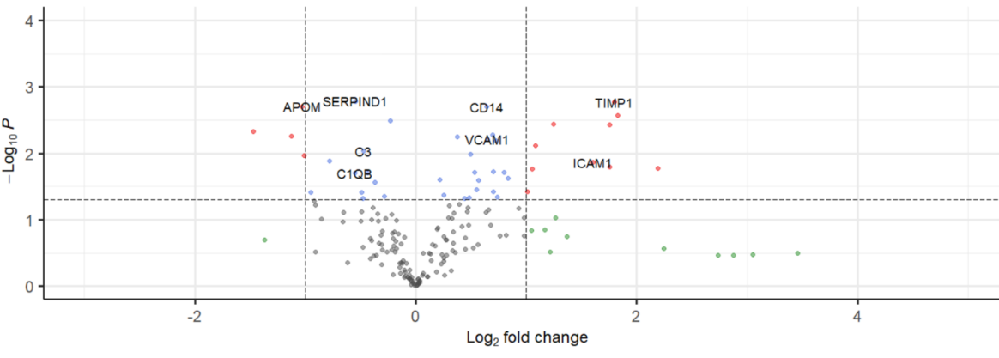 4
3
2
1
0
– Log₁₀ P
SERPIND1
APOM
CD14
TIMP1
VCAM1
C3
ICAM1
C1QB
-2
0
2
4
Log₂ fold change